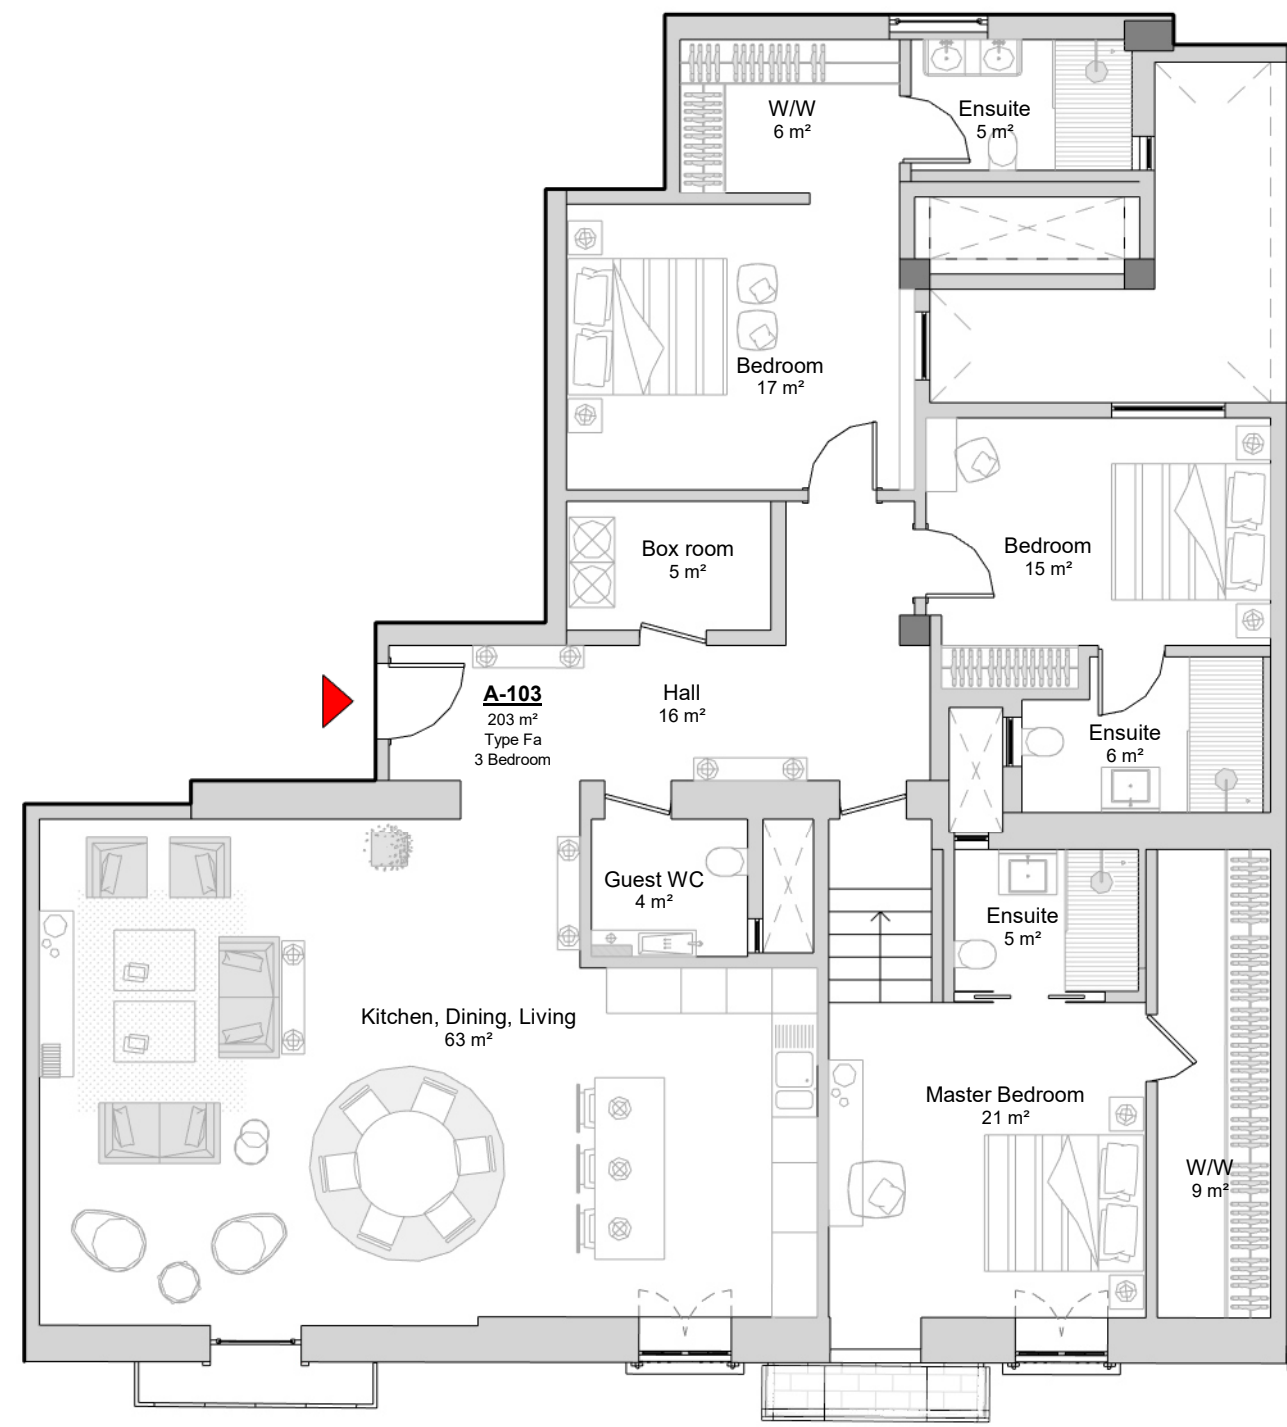 W/W
6 m²
Ensuite
5 m²
Bedroom
17 m²
Box room
5 m²
Bedroom
15 m²
A-103
203 m²
Type Fa
3 Bedroom
Hall
16 m²
Ensuite
6 m²
Guest WC
4 m²
Ensuite
5 m²
Kitchen, Dining, Living
63 m²
Master Bedroom
21 m²
W/W
9 m²